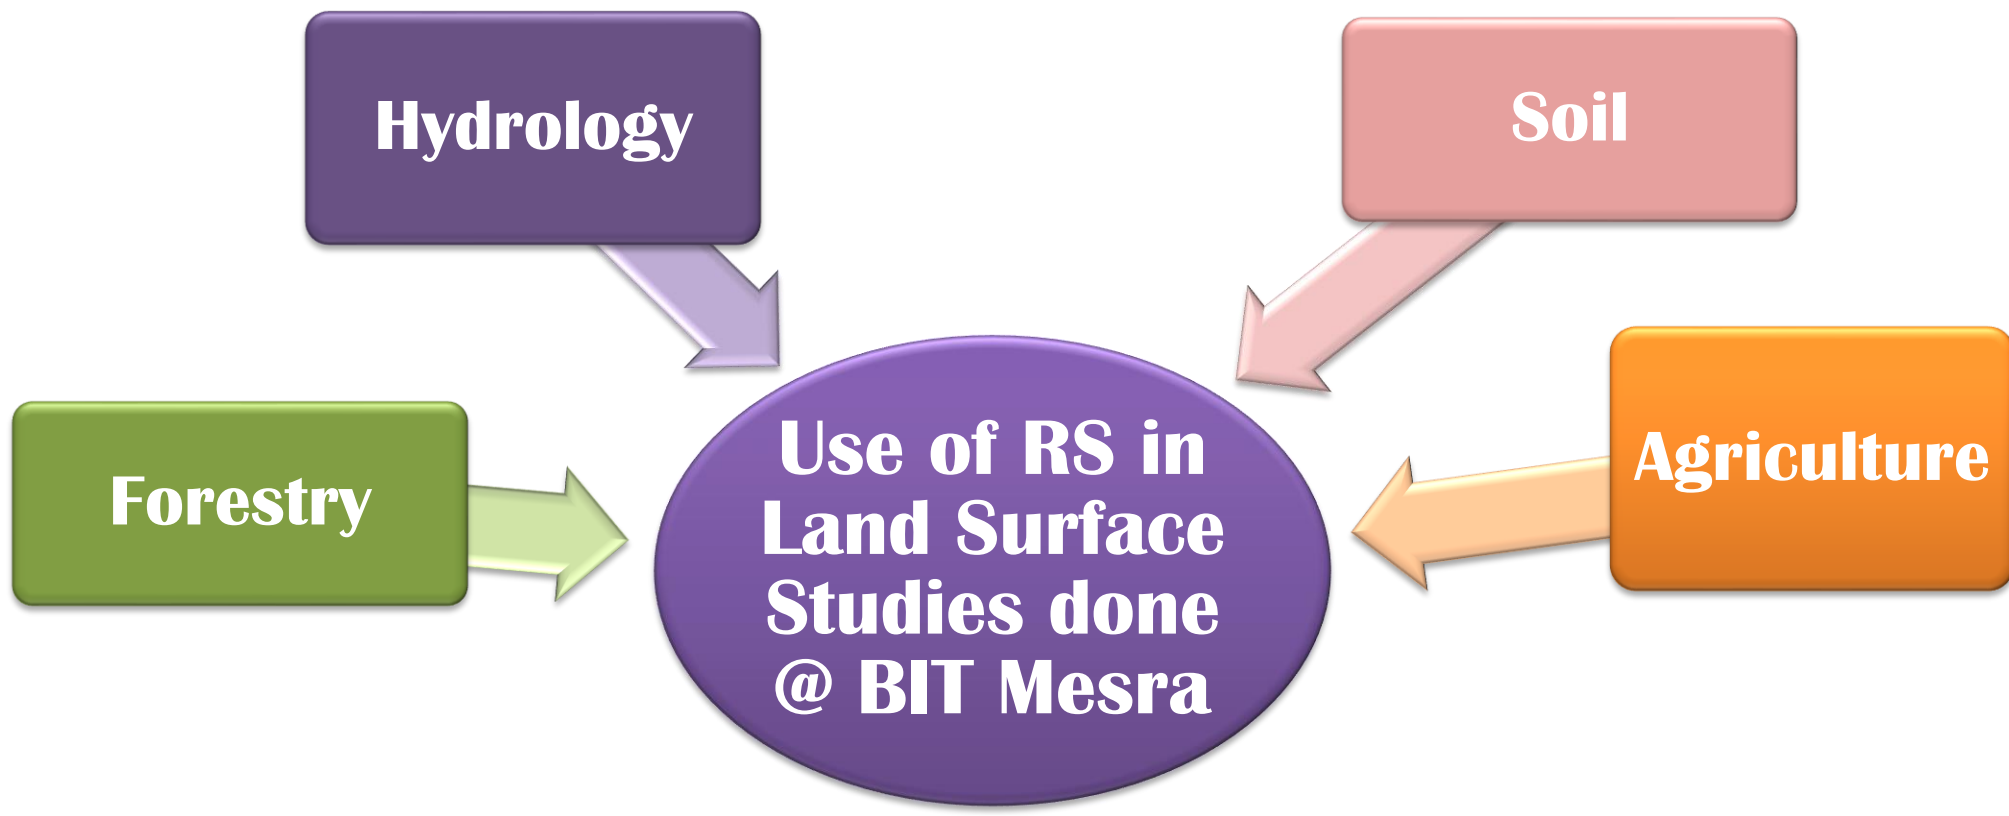 Hydrology
Soil
Forestry
Agriculture
Use of RS in
Land Surface
Studies done
@ BIT Mesra